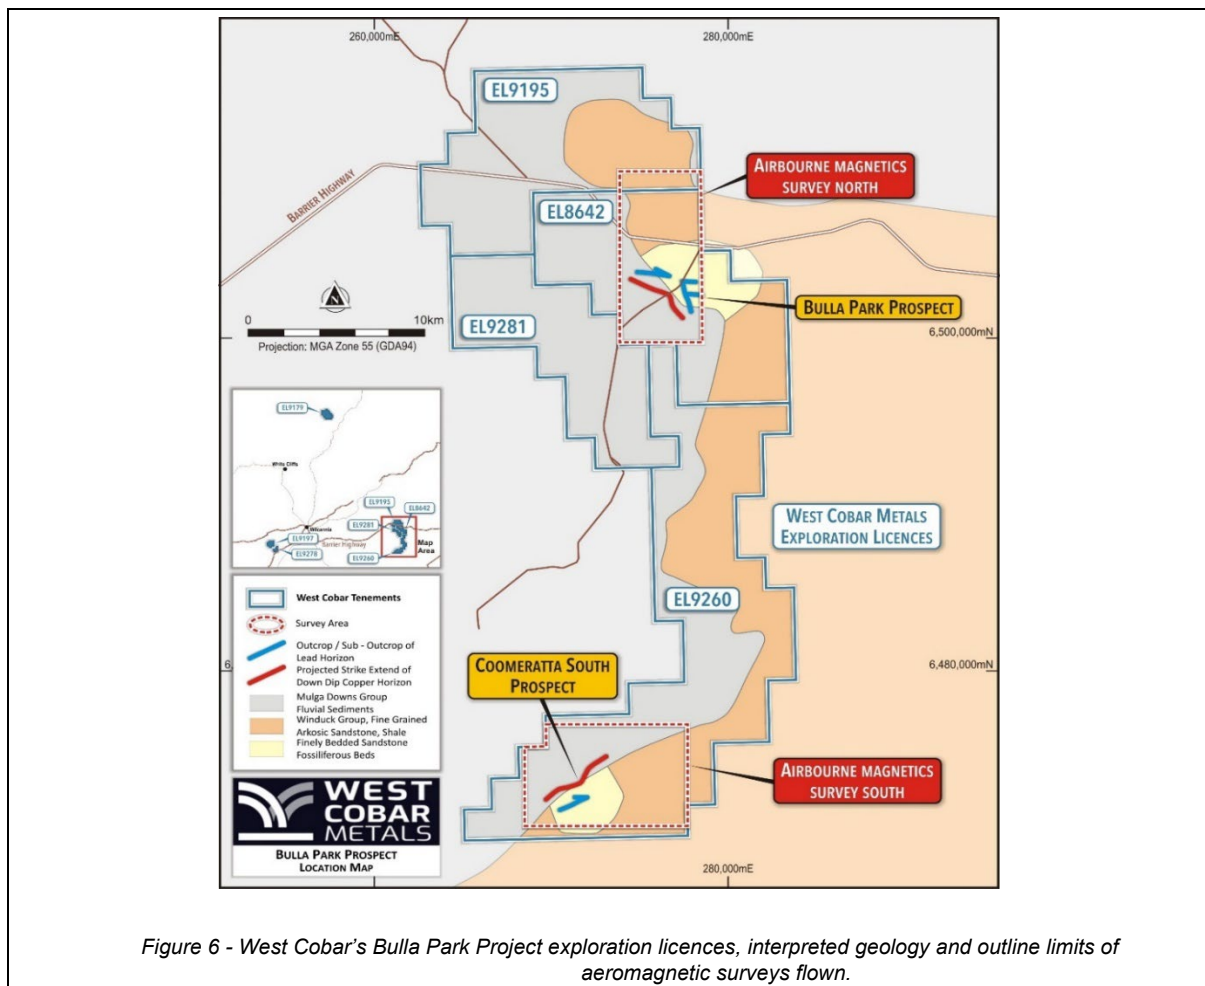 260,000mE
280,000mE
EL9195
AIRBOURNE MAGNETICS
SURVEY NORTH
BARRIER HIGHWAY
EL8642
N
0 10km
Projection: MGA Zone 55 (GDA94)
EL9281
BULLA PARK PROSPECT
6,500,000mN
EL9179
White Cliffs
EL9195
EL8642
EL9281
Wilcannia
EL9197
Barrier Highway
Map
Area
EL9278
EL9260
WEST COBAR METALS
EXPLORATION LICENCES
EL9260
West Cobar Tenements
Survey Area
Outcrop / Sub - Outcrop of
Lead Horizon
Projected Strike Extend of
Down Dip Copper Horizon
Mulga Downs Group
Fluvial Sediments
Winduck Group, Fine Grained
Arkosic Sandstone, Shale
Finely Bedded Sandstone
Fossiliferous Beds
6,
COOMERATTA SOUTH
PROSPECT
6,480,000mN
AIRBOURNE MAGNETICS
SURVEY SOUTH
WEST
COBAR
METALS
BULLA PARK PROSPECT
LOCATION MAP
280,000mE
Figure 6 - West Cobar's Bulla Park Project exploration licences, interpreted geology and outline limits of
aeromagnetic surveys flown.